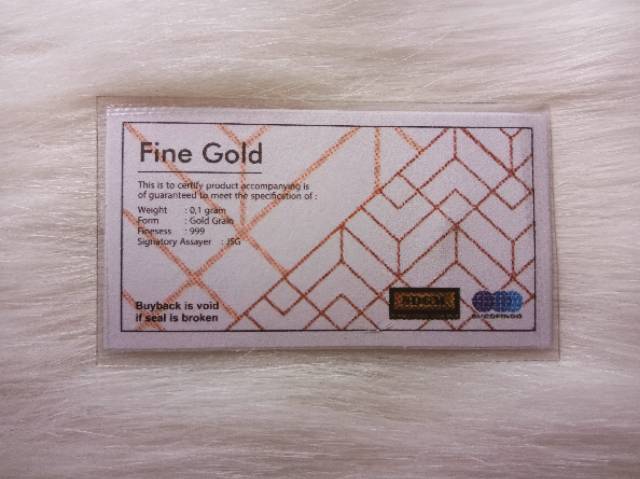 Fine Gold
This is to certify product accompanying is
of guaranteed to meet the specification of :
Weight : 0,1 gram
Form : Gold Grain
Finesess : 999
Signatory Assayer : JSG
Buyback is void
if seal is broken
SUCOFINDO